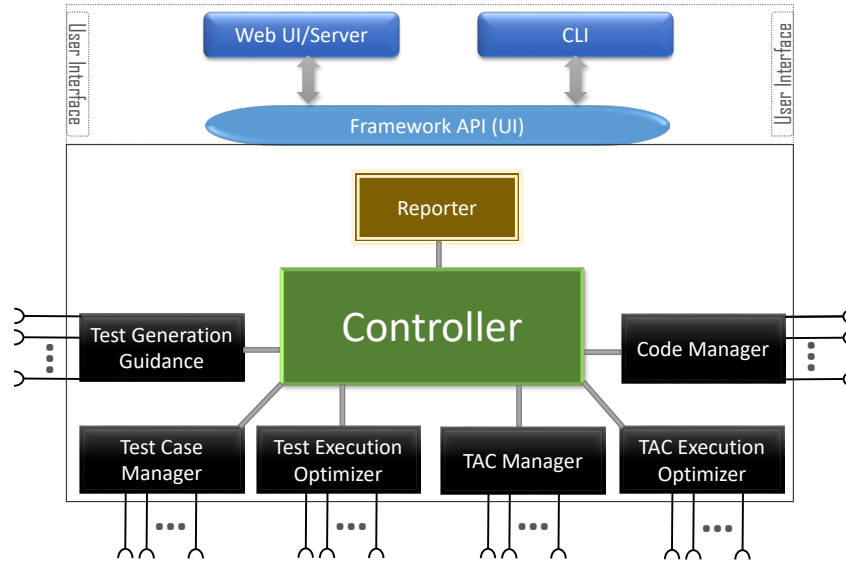 User Interface
Web UI/Server
CLI
User Interface
Framework API (UI)
Reporter
Controller
Test Generation
Guidance
Code Manager
Test Case
Manager
Test Execution
Optimizer
TAC Manager
TAC Execution
Optimizer